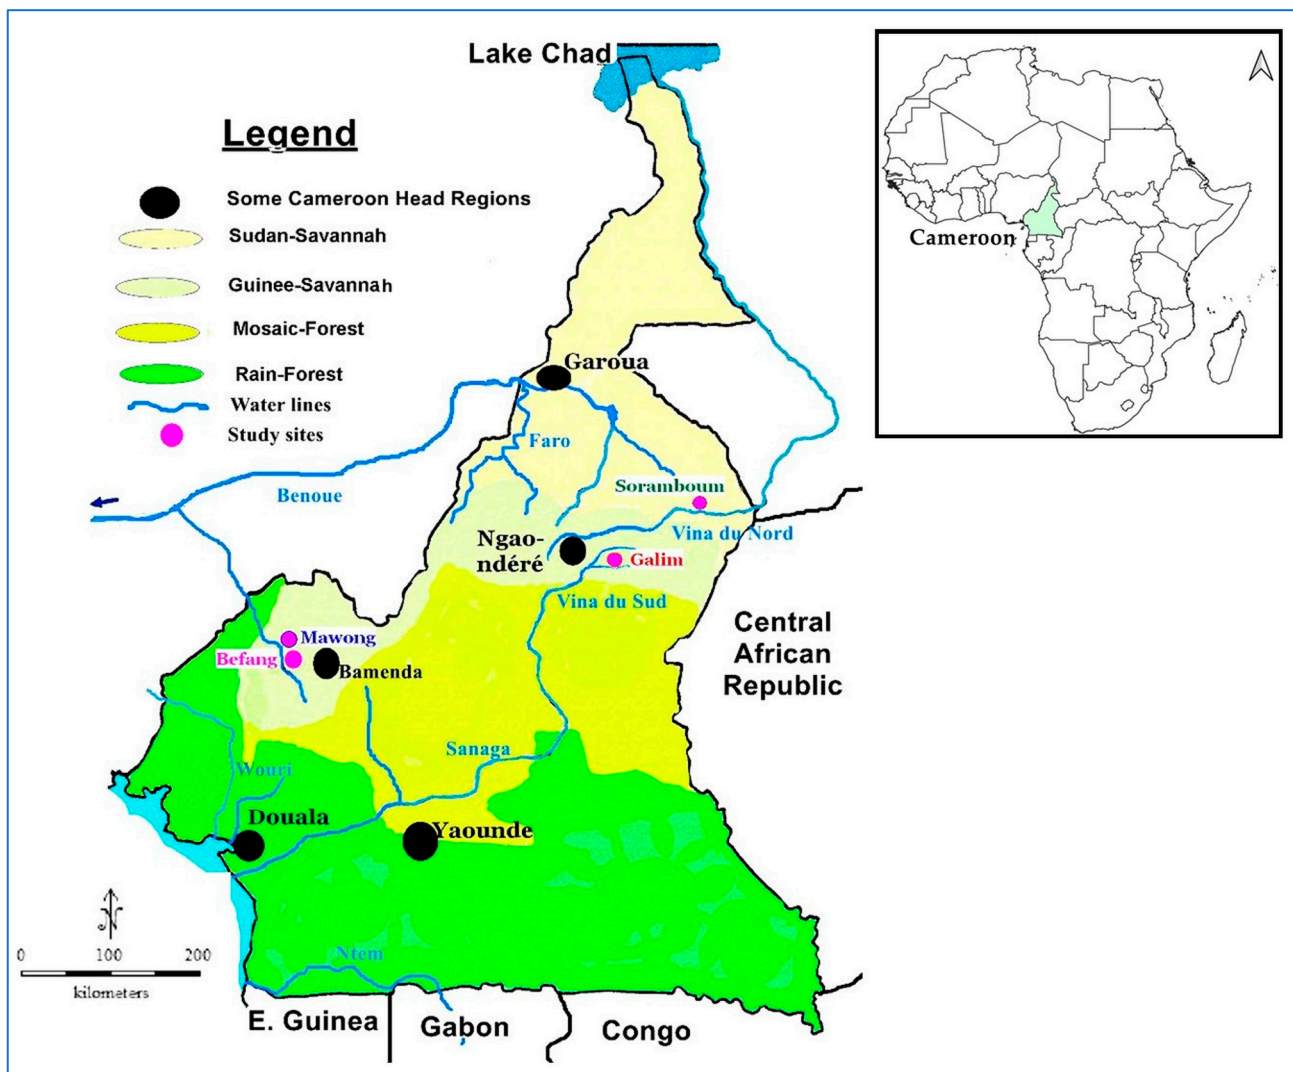 Lake Chad
Legend
Some Cameroon Head Regions
Sudan-Savannah
Guinee-Savannah
Mosaic-Forest
Rain-Forest
Water lines
Study sites
Cameroon
Garoua
Faro
Benoue
Soramboum
Vina du Nord
Ngao-
ndéré
Galim
Vina du Sud
Central
African
Republic
Mawong
Befang
Bamenda
Sanaga
Wouri
Douala
Yaounde
N
0 100 200
kilometers
Ntem
E. Guinea
Gabon
Congo